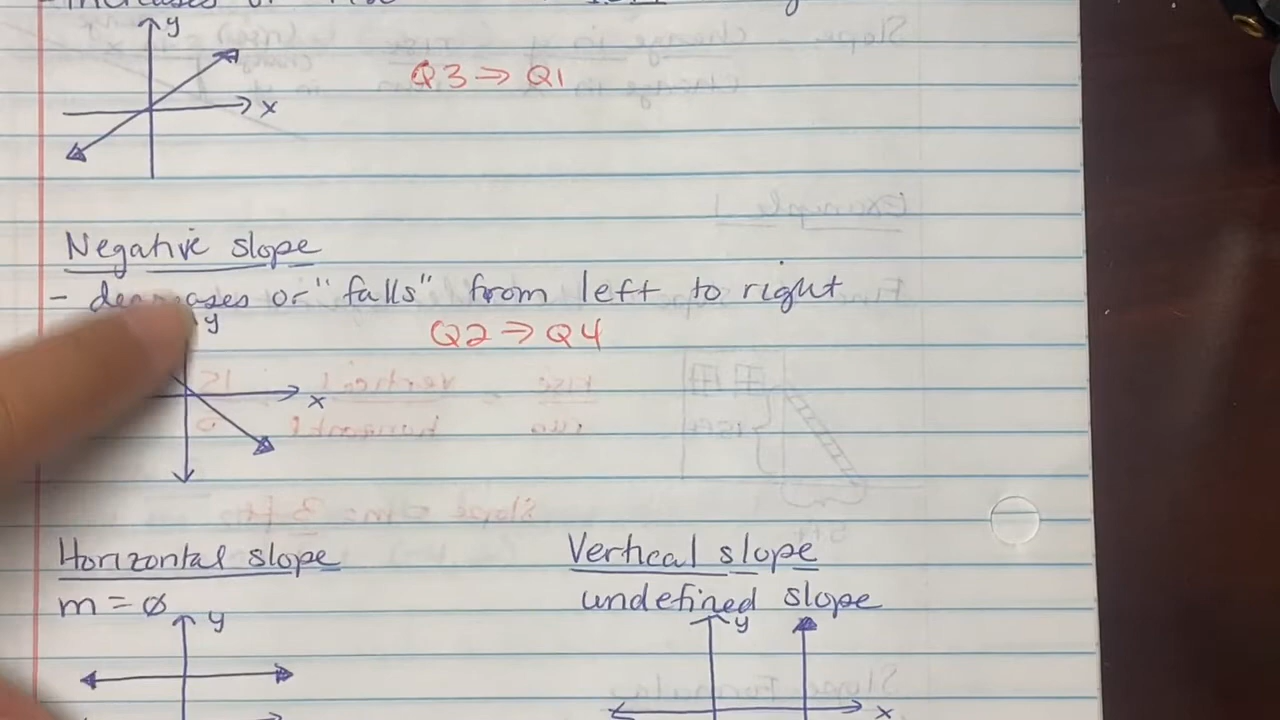 y
Q3 ⇒ Q1
x
Negative slope
- decreases or "falls" from left to right
y
Q2 ⇒ Q4
x
Horizontal slope
Vertical slope
m = ø
undefined slope
y
y
x